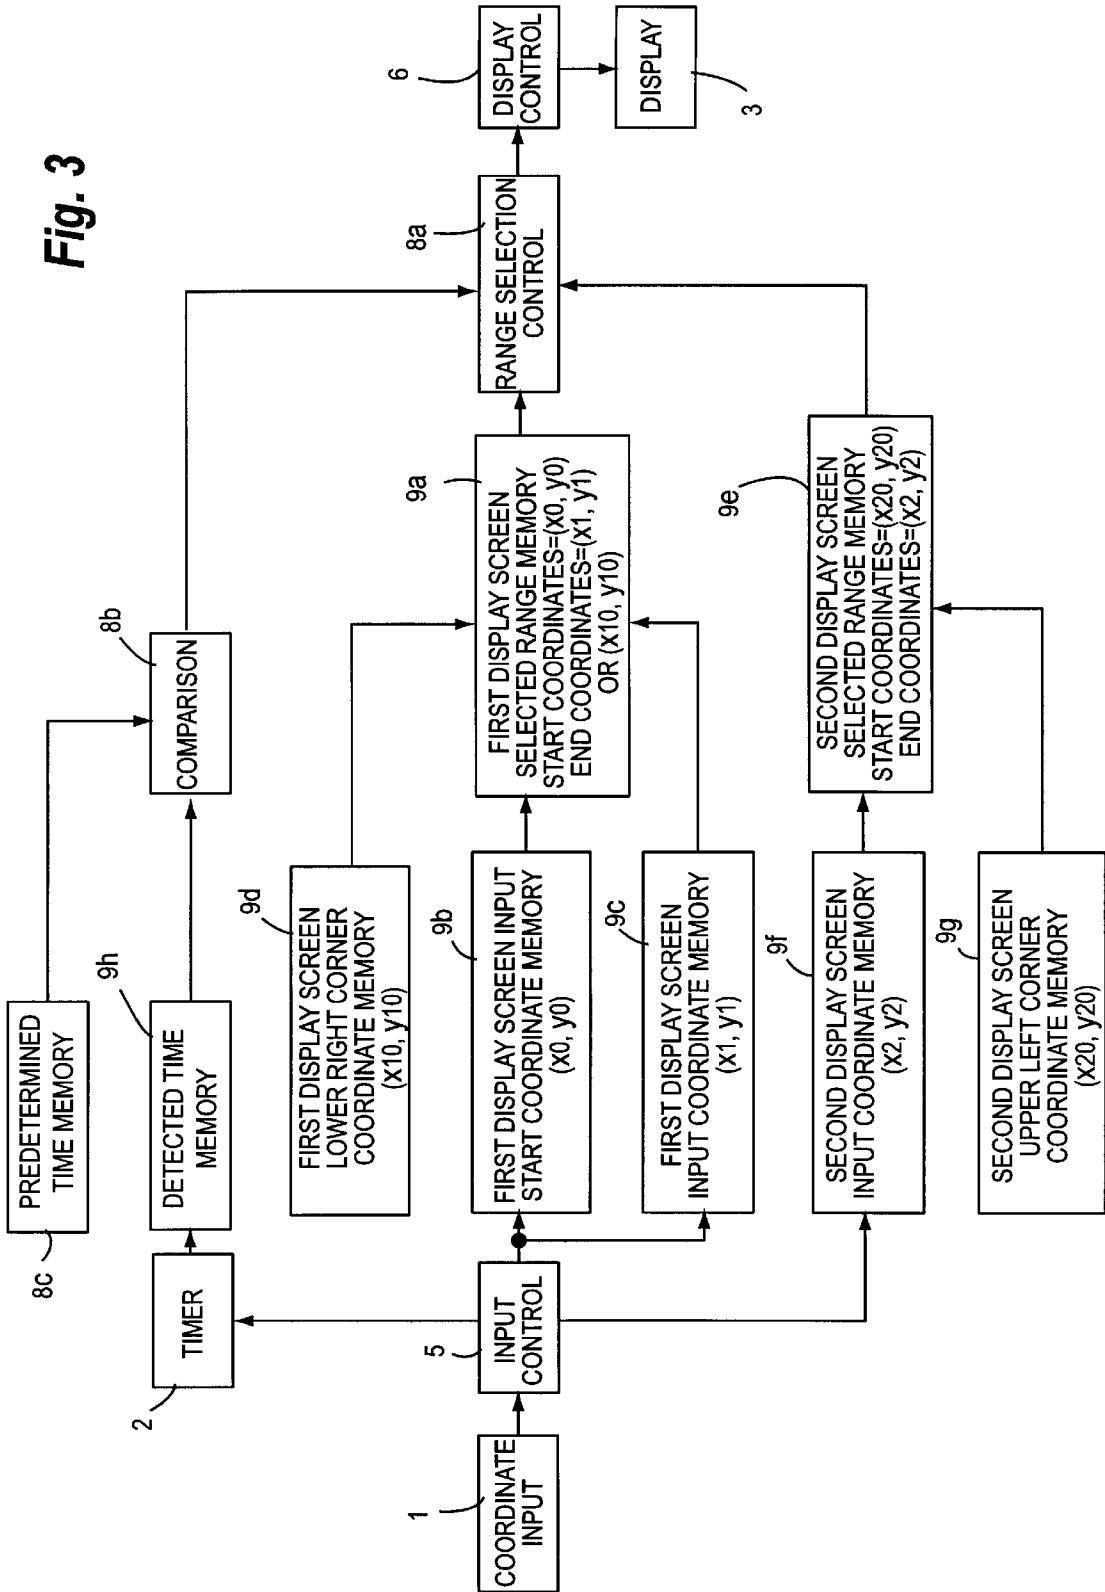 Fig. 3
8c
PREDETERMINED
TIME MEMORY
2
TIMER
9h
DETECTED TIME
MEMORY
8b
COMPARISON
9d
FIRST DISPLAY SCREEN
LOWER RIGHT CORNER
COORDINATE MEMORY
(x10, y10)
1
COORDINATE
INPUT
5
INPUT
CONTROL
9b
FIRST DISPLAY SCREEN INPUT
START COORDINATE MEMORY
(x0, y0)
9a
FIRST DISPLAY SCREEN
SELECTED RANGE MEMORY
START COORDINATES=(x0, y0)
END COORDINATES=(x1, y1)
OR (x10, y10)
8a
RANGE SELECTION
CONTROL
6
DISPLAY
CONTROL
DISPLAY
3
9c
FIRST DISPLAY SCREEN
INPUT COORDINATE MEMORY
(x1, y1)
9f
SECOND DISPLAY SCREEN
INPUT COORDINATE MEMORY
(x2, y2)
9e
SECOND DISPLAY SCREEN
SELECTED RANGE MEMORY
START COORDINATES=(x20, y20)
END COORDINATES=(x2, y2)
9g
SECOND DISPLAY SCREEN
UPPER LEFT CORNER
COORDINATE MEMORY
(x20, y20)